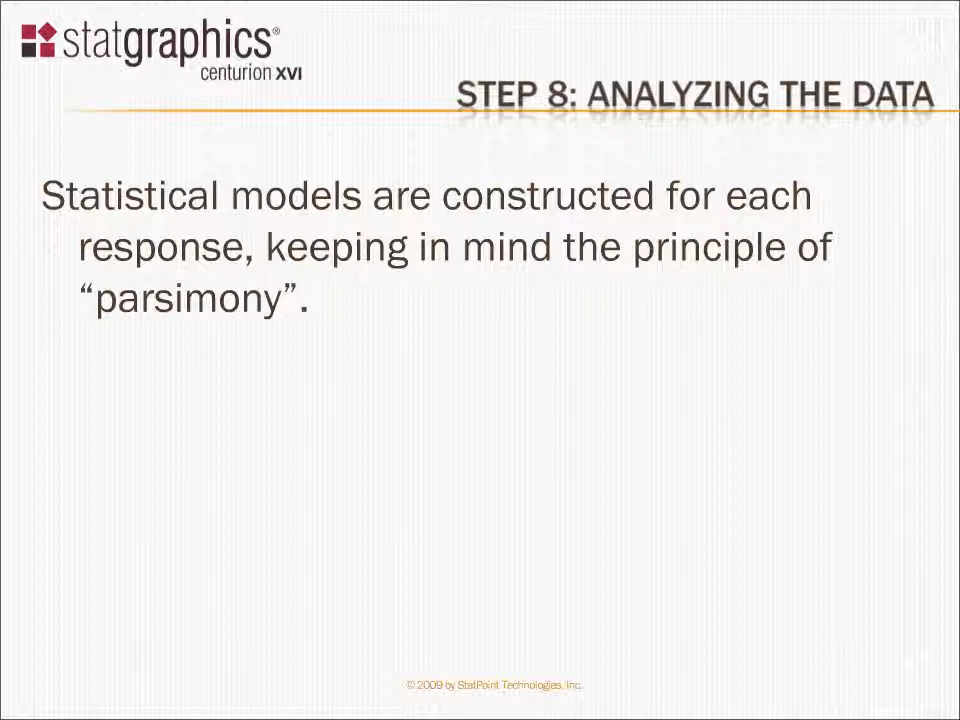 statgraphics®
centurion XVI
STEP 8: ANALYZING THE DATA
Statistical models are constructed for each
response, keeping in mind the principle of
“parsimony”.
© 2009 by StatPoint Technologies, Inc.